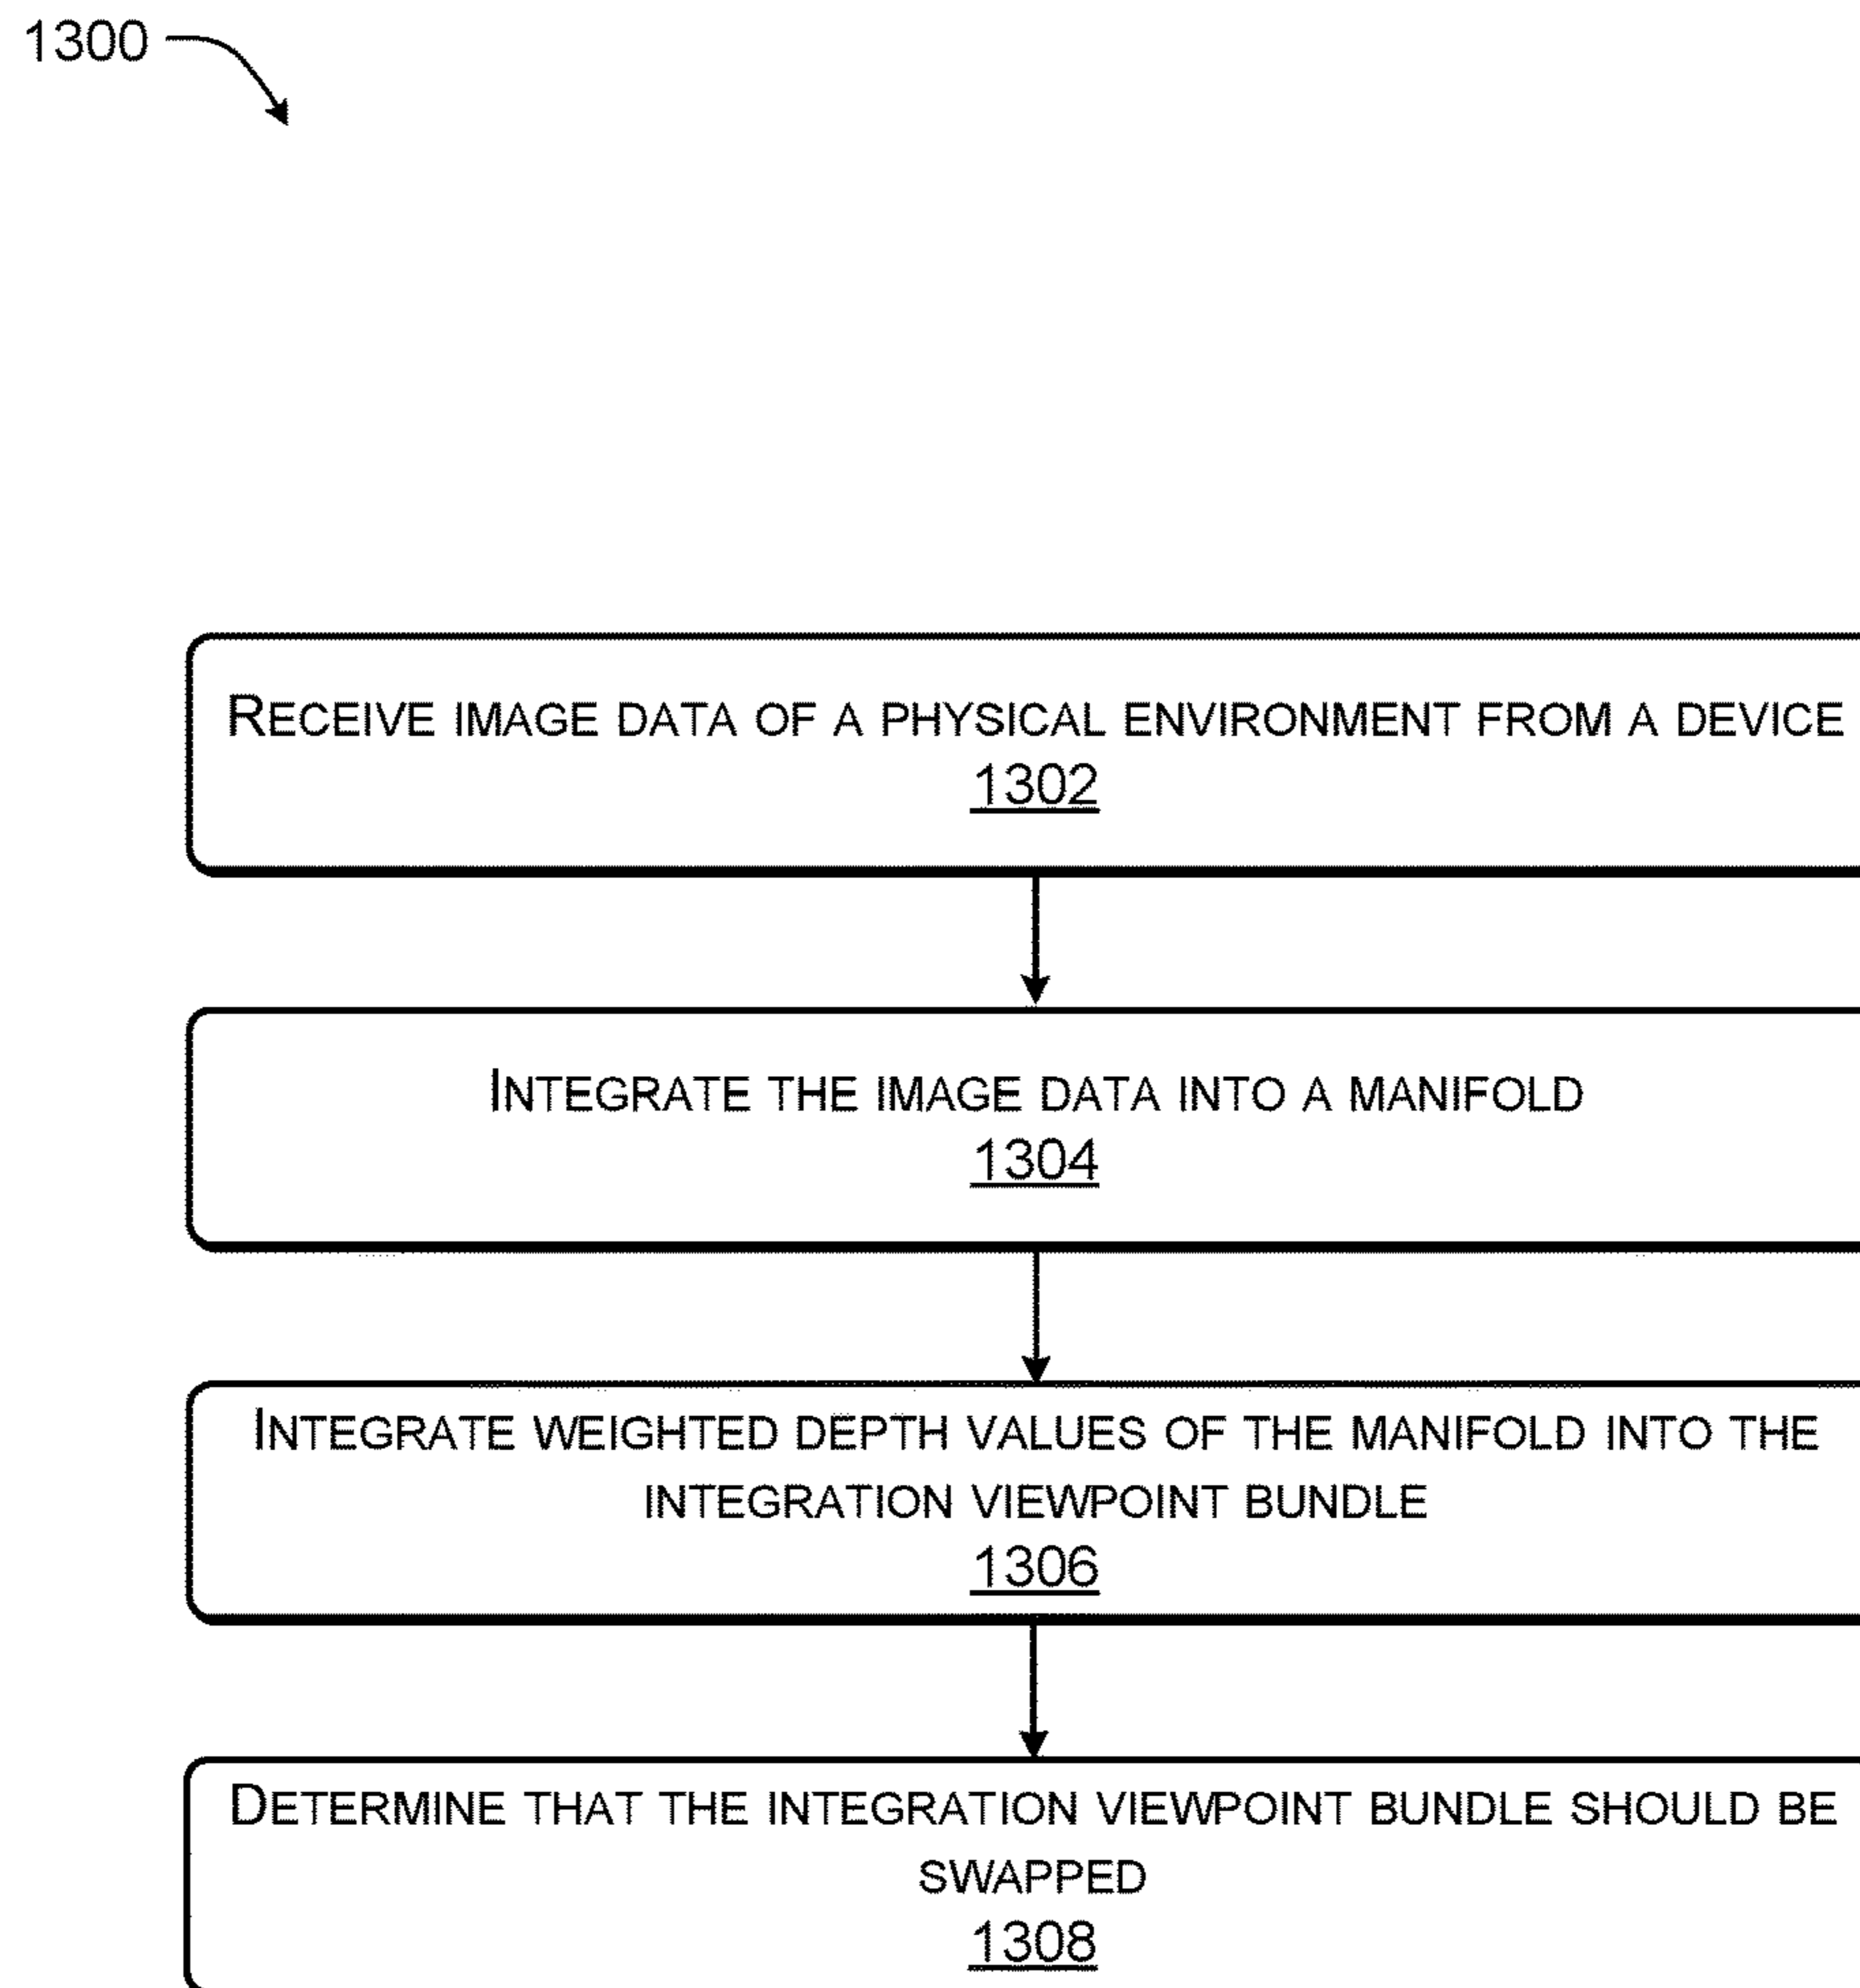 1300
RECEIVE IMAGE DATA OF A PHYSICAL ENVIRONMENT FROM A DEVICE
1302
INTEGRATE THE IMAGE DATA INTO A MANIFOLD
1304
INTEGRATE WEIGHTED DEPTH VALUES OF THE MANIFOLD INTO THE
INTEGRATION VIEWPOINT BUNDLE
1306
DETERMINE THAT THE INTEGRATION VIEWPOINT BUNDLE SHOULD BE
SWAPPED
1308